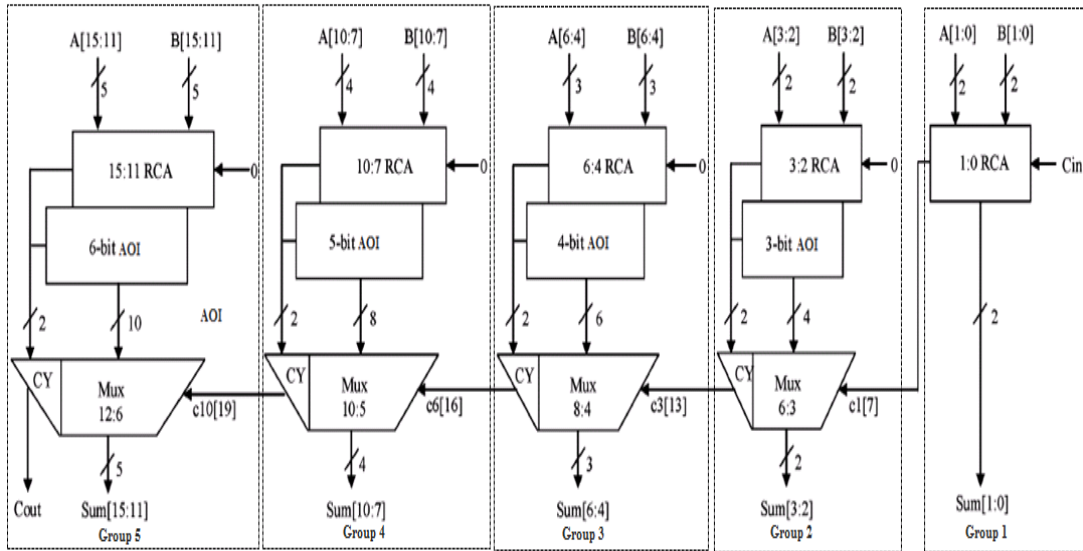 A[15:11] B[15:11] A[10:7] B[10:7] A[6:4] B[6:4] A[3:2] B[3:2] A[1:0] B[1:0]
5 5 4 4 3 3 2 2 2 2
15:11 RCA 0 10:7 RCA 0 6:4 RCA 0 3:2 RCA 0 1:0 RCA Cin
6-bit AOI 5-bit AOI 4-bit AOI 3-bit AOI
2 10 AOI 2 8 2 6 2 4 2
CY Mux 12:6 c10[19] CY Mux 10:5 c6[16] CY Mux 8:4 c3[13] CY Mux 6:3 c1[7]
5 4 3 2
Cout Sum[15:11] Sum[10:7] Sum[6:4] Sum[3:2] Sum[1:0]
Group 5 Group 4 Group 3 Group 2 Group 1